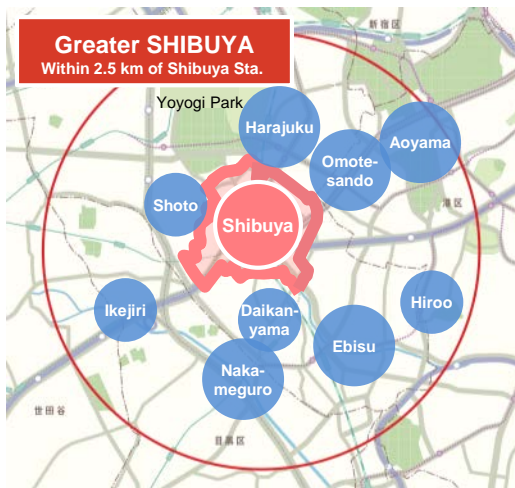 Greater SHIBUYA
Within 2.5 km of Shibuya Sta.
新宿区
Yoyogi Park
Harajuku
Aoyama
Omote-
sando
港区
Shoto
Shibuya
Ikejiri
Daikan-
yama
Hiroo
Ebisu
Naka-
meguro
世田谷
目黒区